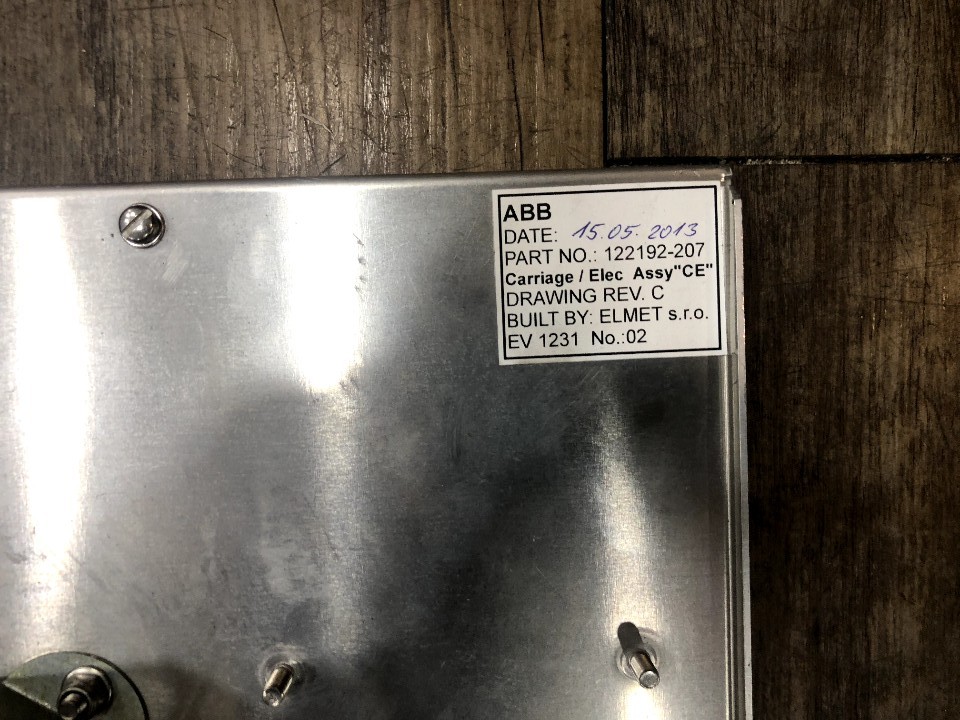 ABB
DATE: 15.05.2013
PART NO.: 122192-207
Carriage / Elec Assy"CE"
DRAWING REV. C
BUILT BY: ELMET s.r.o.
EV 1231 No.:02